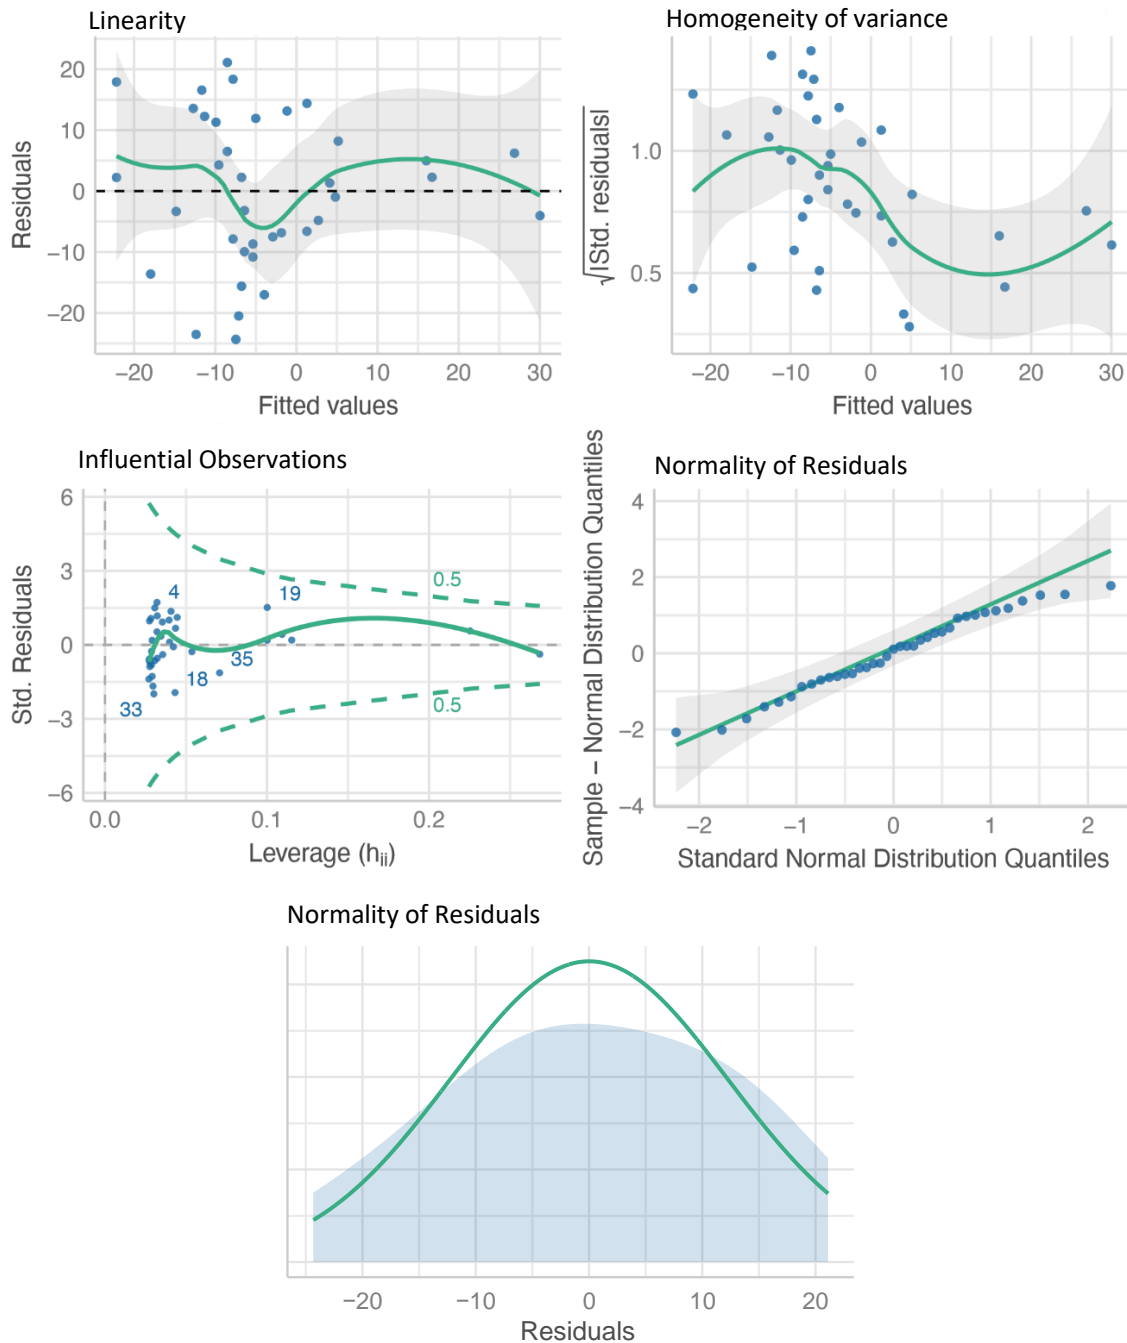 Linearity
20
10
0
−10
−20
Residuals
−20 −10 0 10 20 30
Fitted values
Homogeneity of variance
1.0
0.5
√|Std. residuals|
−20 −10 0 10 20 30
Fitted values
Influential Observations
6
3
0
−3
−6
Std. Residuals
4
19
0.5
35
18
33
0.5
0.0 0.1 0.2
Leverage (hii)
Normality of Residuals
4
2
0
−2
−4
Sample − Normal Distribution Quantiles
−2 −1 0 1 2
Standard Normal Distribution Quantiles
Normality of Residuals
−20 −10 0 10 20
Residuals